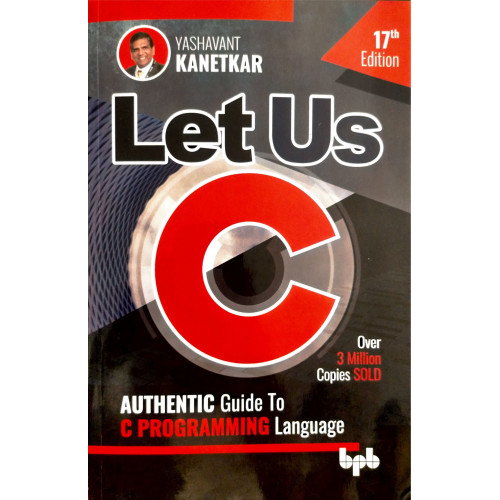 YASHAVANT
KANETKAR
17th
Edition
Let Us
C
Over
3 Million
Copies SOLD
AUTHENTIC Guide To
C PROGRAMMING Language
bpb